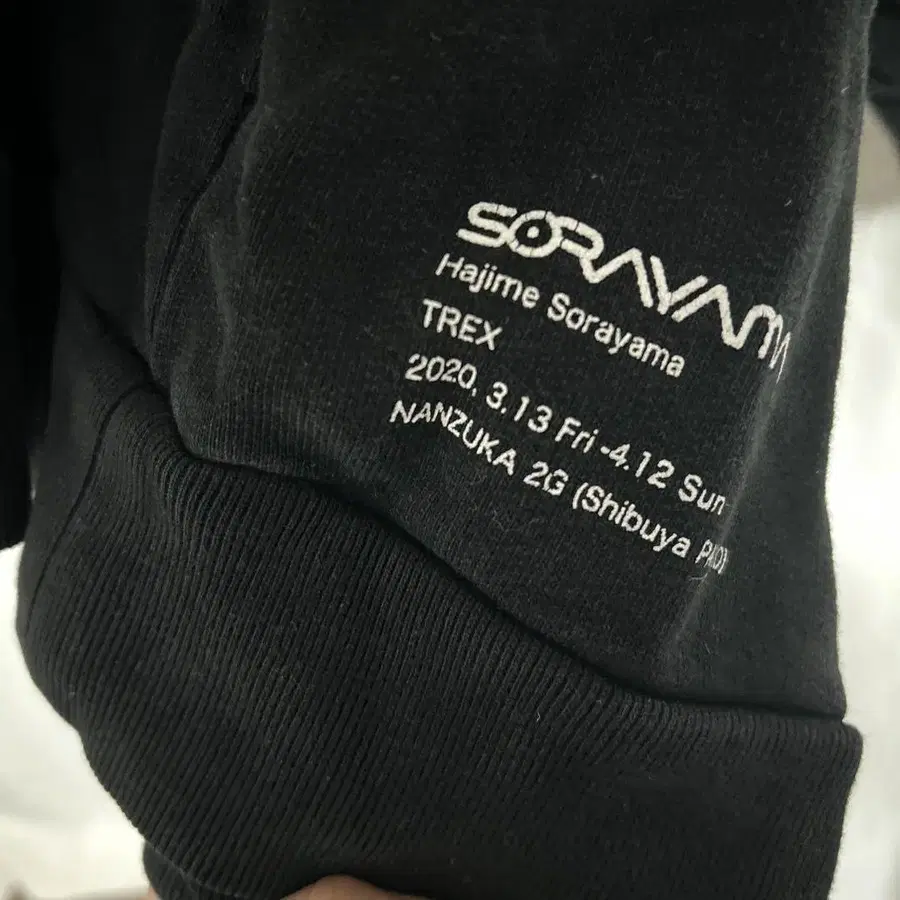 SORAYAMA
Hajime Sorayama
TREX
2020. 3.13 Fri -4.12 Sun
NANZUKA 2G (Shibuya